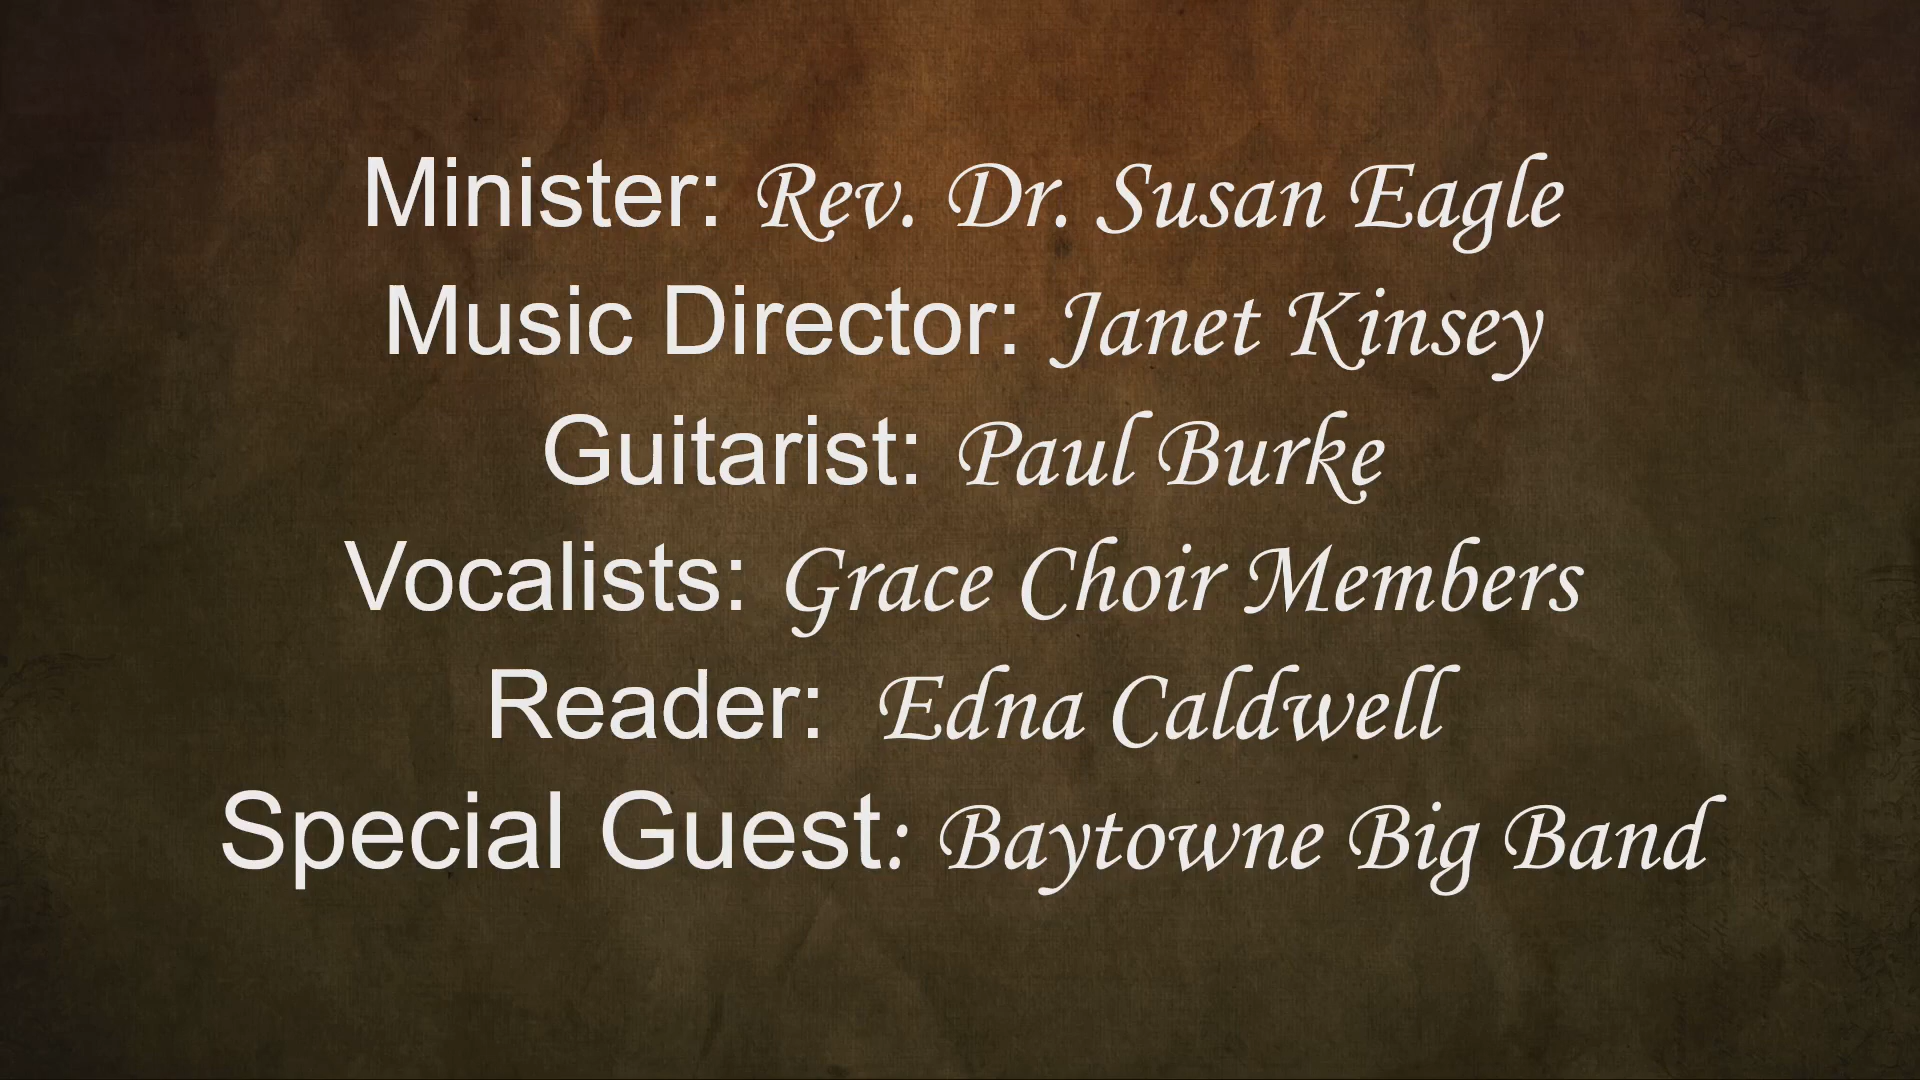 Minister: Rev. Dr. Susan Eagle
Music Director: Janet Kinsey
Guitarist: Paul Burke
Vocalists: Grace Choir Members
Reader: Edna Caldwell
Special Guest: Baytowne Big Band